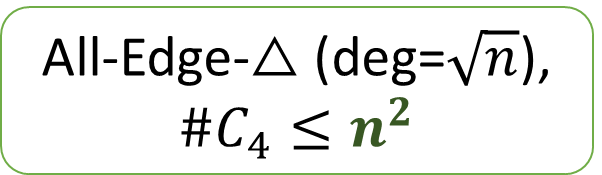 All-Edge-△ (deg=√n),
#C₄ ≤ n²